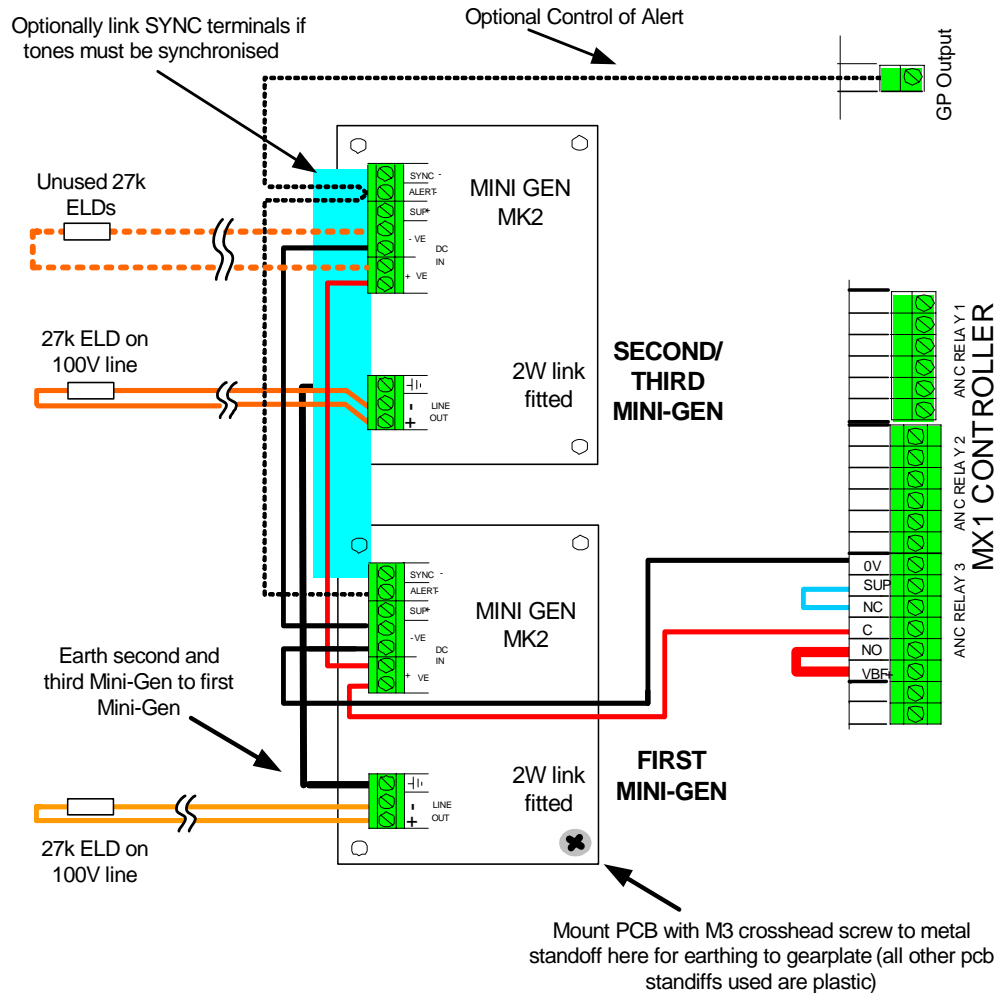 Optionally link SYNC terminals if
tones must be synchronised
Optional Control of Alert
GP Output
Unused 27k
ELDs
SYNC -
ALERT-
SUP+
- VE
DC
IN
+ VE
MINI GEN
MK2
27k ELD on
100V line
-
LINE
OUT
+
2W link
fitted
SECOND/
THIRD
MINI-GEN
ANC RELAY 1
ANC RELAY 2
ANC RELAY 3
MX1 CONTROLLER
0V
SUP
NC
C
NO
VBF+
SYNC -
ALERT-
SUP+
-VE
DC
IN
+ VE
MINI GEN
MK2
Earth second and
third Mini-Gen to first
Mini-Gen
-
LINE
OUT
+
2W link
fitted
FIRST
MINI-GEN
27k ELD on
100V line
Mount PCB with M3 crosshead screw to metal
standoff here for earthing to gearplate (all other pcb
standiffs used are plastic)